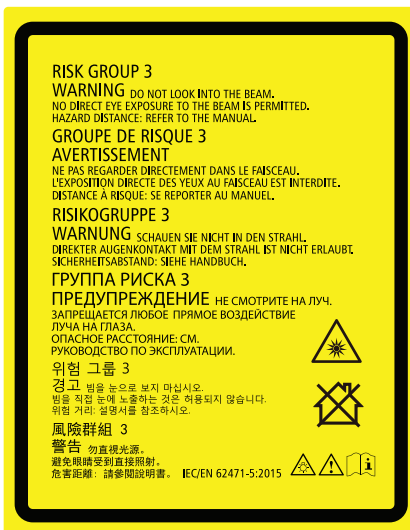 RISK GROUP 3
WARNING DO NOT LOOK INTO THE BEAM.
NO DIRECT EYE EXPOSURE TO THE BEAM IS PERMITTED.
HAZARD DISTANCE: REFER TO THE MANUAL.
GROUPE DE RISQUE 3
AVERTISSEMENT
NE PAS REGARDER DIRECTEMENT DANS LE FAISCEAU.
L'EXPOSITION DIRECTE DES YEUX AU FAISCEAU EST INTERDITE.
DISTANCE À RISQUE: SE REPORTER AU MANUEL.
RISIKOGRUPPE 3
WARNUNG SCHAUEN SIE NICHT IN DEN STRAHL.
DIREKTER AUGENKONTAKT MIT DEM STRAHL IST NICHT ERLAUBT.
SICHERHEITSABSTAND: SIEHE HANDBUCH.
ГРУППА РИСКА 3
ПРЕДУПРЕЖДЕНИЕ НЕ СМОТРИТЕ НА ЛУЧ.
ЗАПРЕЩАЕТСЯ ЛЮБОЕ ПРЯМОЕ ВОЗДЕЙСТВИЕ
ЛУЧА НА ГЛАЗА.
ОПАСНОЕ РАССТОЯНИЕ: СМ.
РУКОВОДСТВО ПО ЭКСПЛУАТАЦИИ.
위험 그룹 3
경고 빔을 눈으로 보지 마십시오.
빔을 직접 눈에 노출하는 것은 허용되지 않습니다.
위험 거리: 설명서를 참조하시오.
風險群組 3
警告 勿直視光源。
避免眼睛受到直接照射。
危害距離：請參閱說明書。 IEC/EN 62471-5:2015